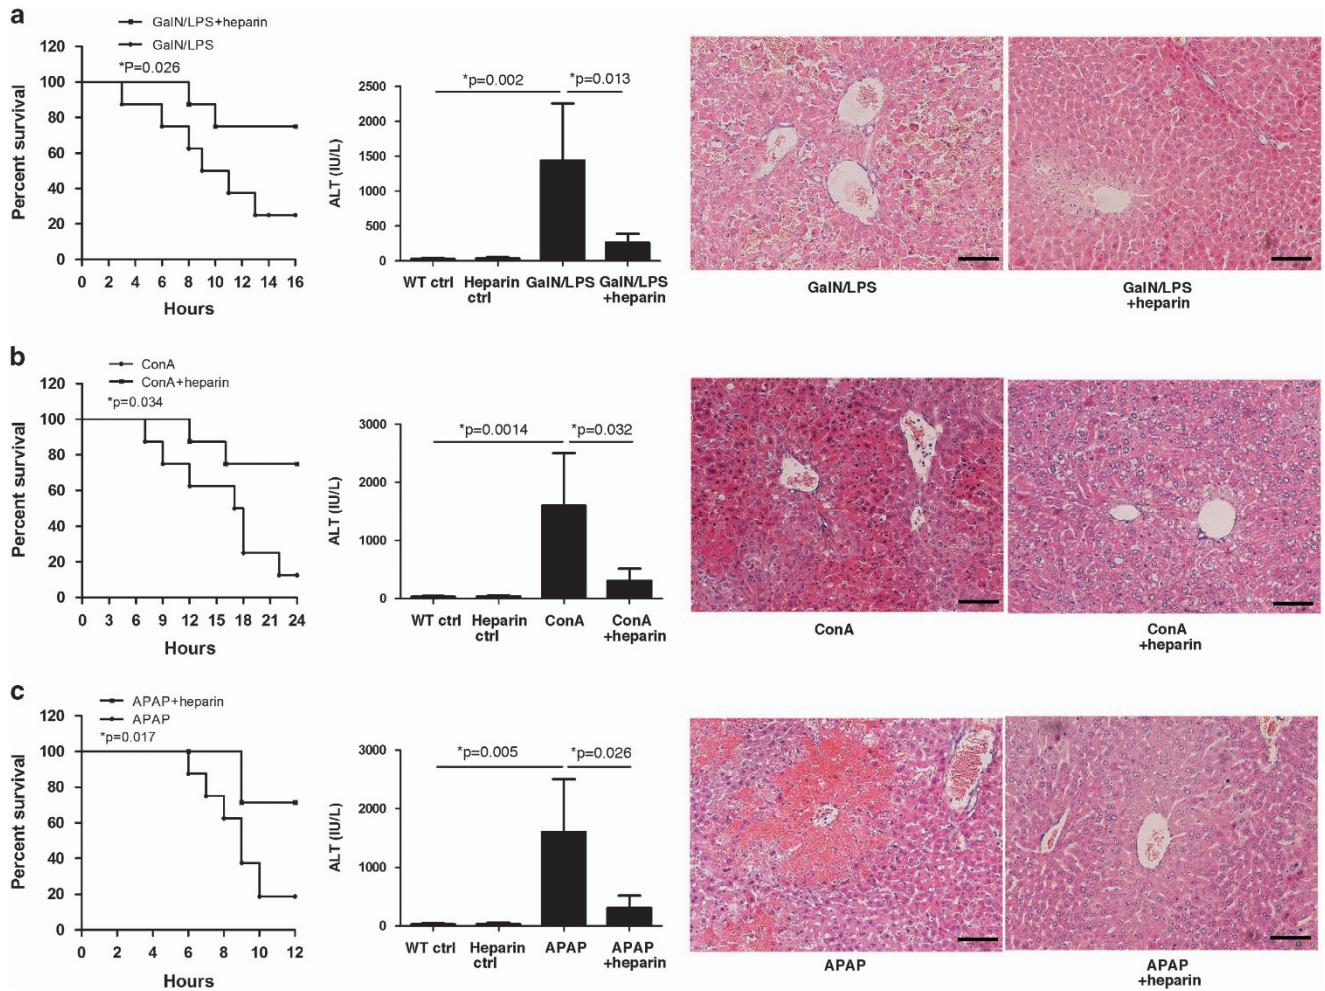 a
GalN/LPS+heparin
GalN/LPS
*P=0.026
Percent survival
120
100
80
60
40
20
0
0 2 4 6 8 10 12 14 16
Hours
*p=0.002
*p=0.013
ALT (IU/L)
2500
2000
1500
1000
500
0
WT ctrl
Heparin
ctrl
GalN/LPS
GalN/LPS
+heparin
GalN/LPS
GalN/LPS
+heparin
b
ConA
ConA+heparin
*p=0.034
Percent survival
120
100
80
60
40
20
0
0 3 6 9 12 15 18 21 24
Hours
*p=0.0014
*p=0.032
ALT (IU/L)
3000
2000
1000
0
WT ctrl
Heparin
ctrl
ConA
ConA
+heparin
ConA
ConA
+heparin
c
APAP+heparin
APAP
*p=0.017
Percent survival
120
100
80
60
40
20
0
0 2 4 6 8 10 12
Hours
*p=0.005
*p=0.026
ALT (IU/L)
3000
2000
1000
0
WT ctrl
Heparin
ctrl
APAP
APAP
+heparin
APAP
APAP
+heparin